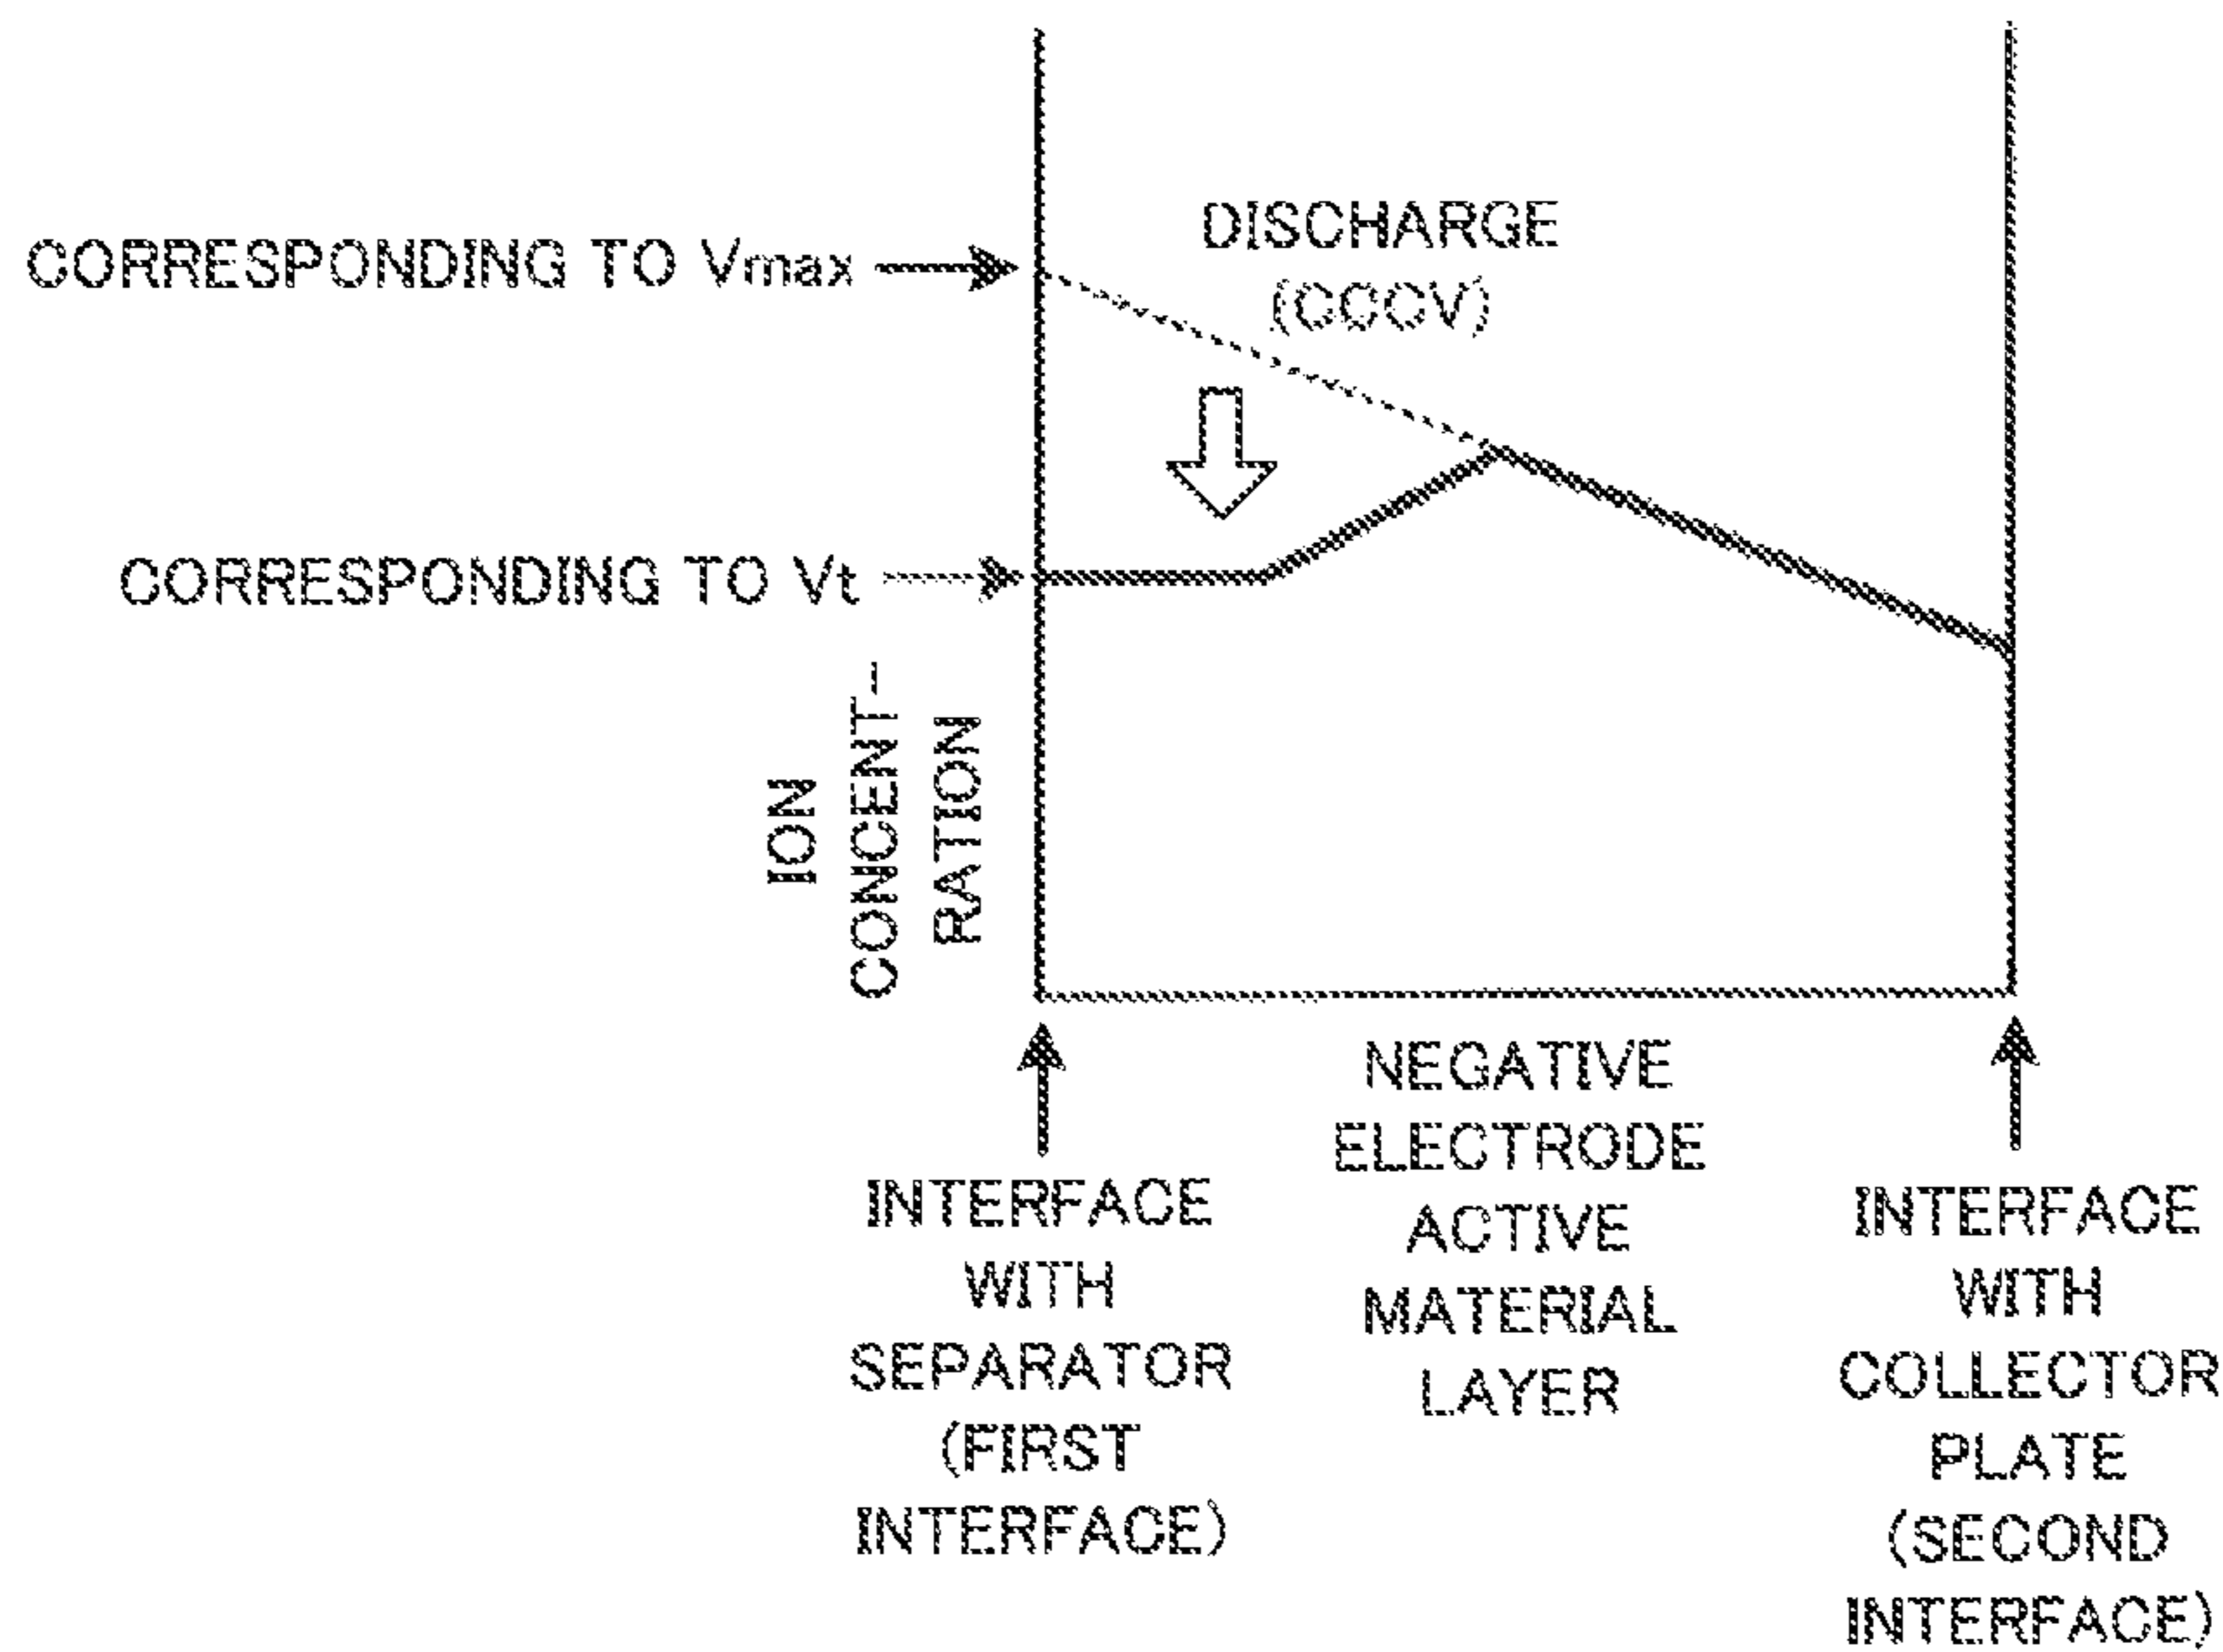 DISCHARGE
(CCCV)
CORRESPONDING TO Vmax
CORRESPONDING TO Vt
ION
CONCENT-
RATION
INTERFACE
WITH
SEPARATOR
(FIRST
INTERFACE)
NEGATIVE
ELECTRODE
ACTIVE
MATERIAL
LAYER
INTERFACE
WITH
COLLECTOR
PLATE
(SECOND
INTERFACE)